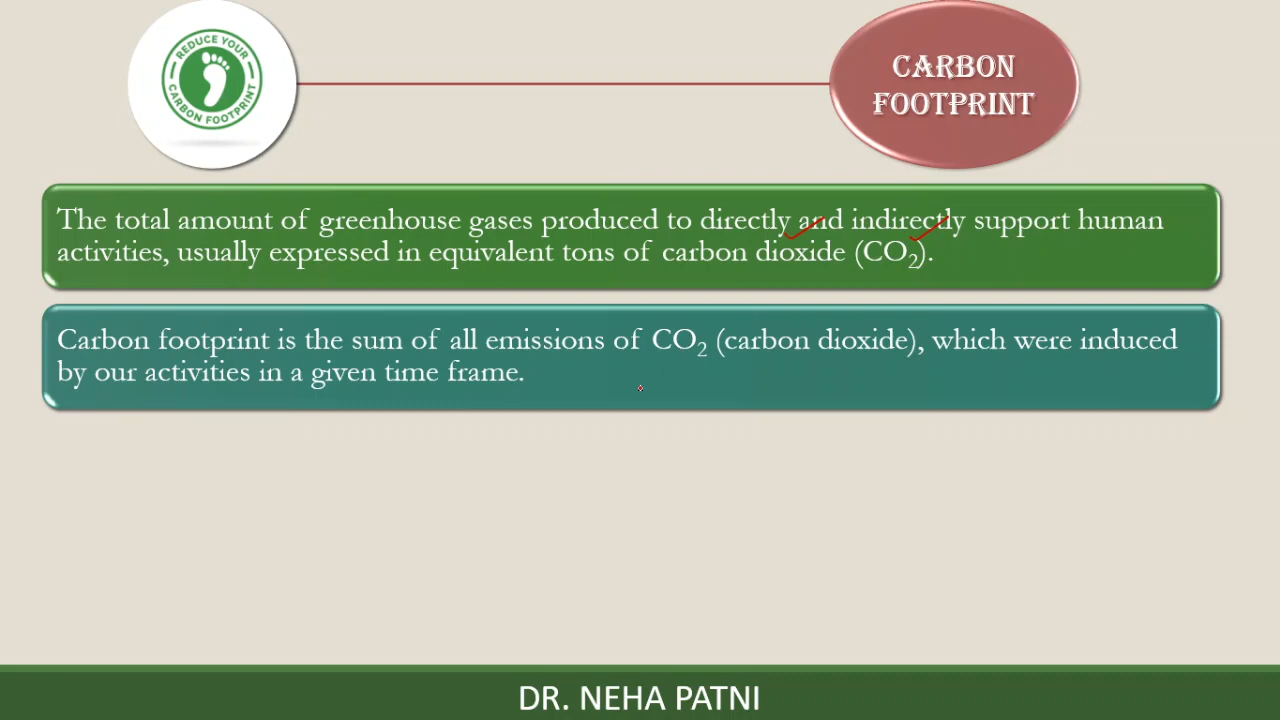 REDUCE YOUR
CARBON FOOTPRINT
CARBON
FOOTPRINT
The total amount of greenhouse gases produced to directly and indirectly support human
activities, usually expressed in equivalent tons of carbon dioxide (CO₂).
Carbon footprint is the sum of all emissions of CO₂ (carbon dioxide), which were induced
by our activities in a given time frame.
DR. NEHA PATNI